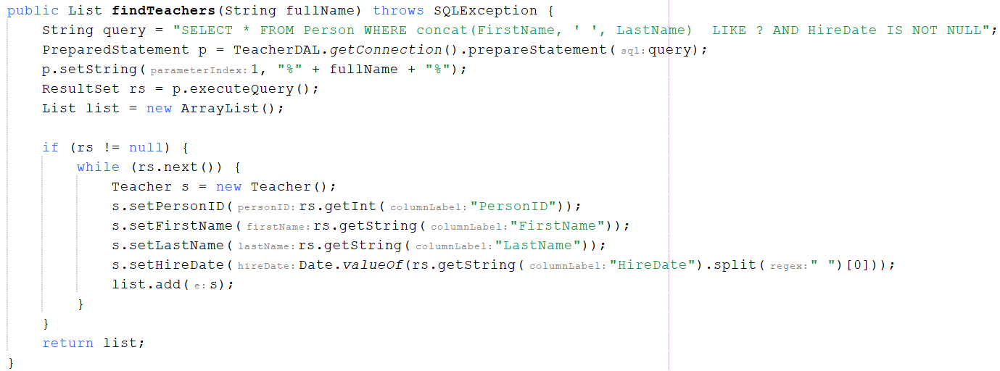 public List findTeachers(String fullName) throws SQLException {
String query = "SELECT * FROM Person WHERE concat(FirstName, ' ', LastName)  LIKE ? AND HireDate IS NOT NULL";
PreparedStatement p = TeacherDAL.getConnection().prepareStatement( sql: query);
p.setString( parameterIndex: 1, "%" + fullName + "%");
ResultSet rs = p.executeQuery();
List list = new ArrayList();
if (rs != null) {
while (rs.next()) {
Teacher s = new Teacher();
s.setPersonID( personID: rs.getInt( columnLabel: "PersonID"));
s.setFirstName( firstName: rs.getString( columnLabel: "FirstName"));
s.setLastName( lastName: rs.getString( columnLabel: "LastName"));
s.setHireDate( hireDate: Date.valueOf(rs.getString( columnLabel: "HireDate").split( regex: " ")[0]));
list.add( e: s);
}
}
return list;
}